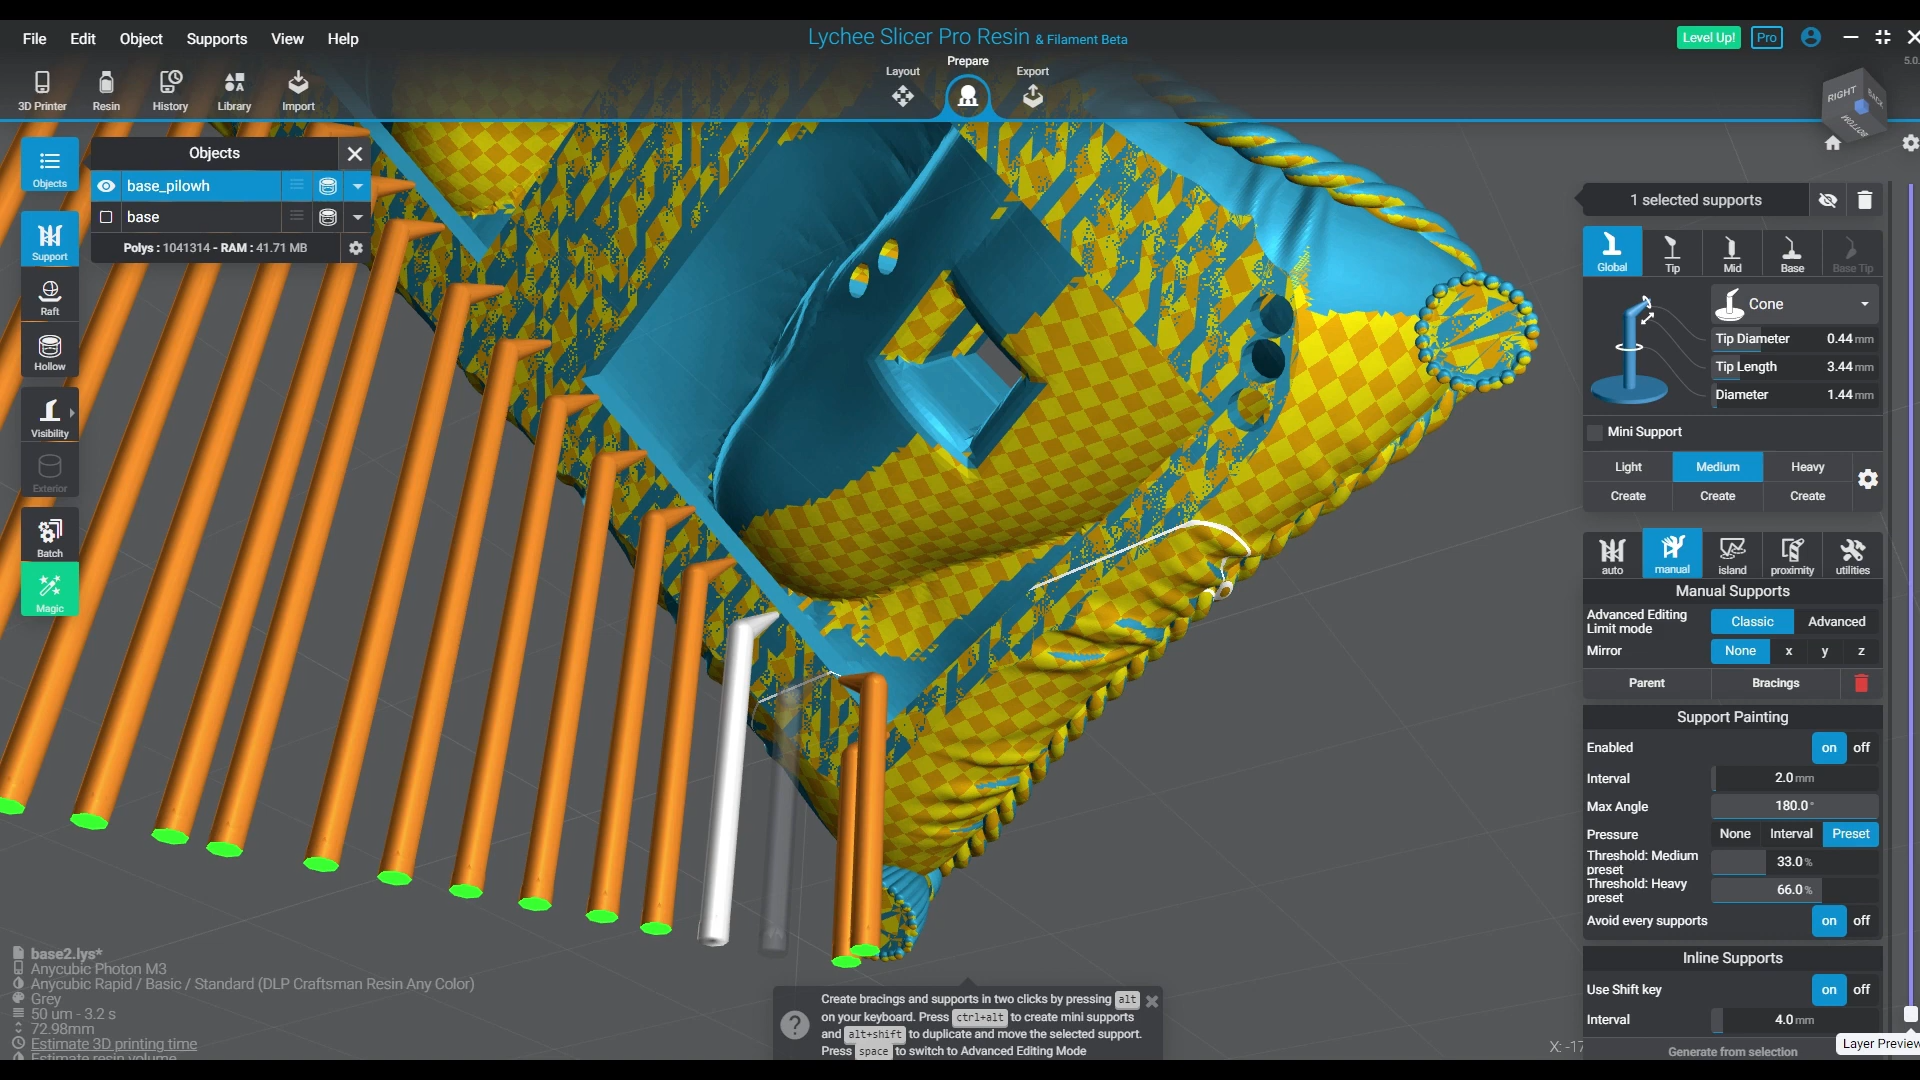 File Edit Object Supports View Help
Lychee Slicer Pro Resin & Filament Beta
Level Up! Pro
5.0.
3D Printer Resin History Library Import
Layout Prepare Export
RIGHT BACK BOTTOM
Objects
Objects
base_pilowh
base
Polys : 1041314 - RAM : 41.71 MB
Support
Raft
Hollow
Visibility
Exterior
Batch
Magic
1 selected supports
Global Tip Mid Base Base Tip
Cone
Tip Diameter 0.44 mm
Tip Length 3.44 mm
Diameter 1.44 mm
Mini Support
Light Medium Heavy
Create Create Create
auto manual island proximity utilities
Manual Supports
Advanced Editing
Limit mode Classic Advanced
Mirror None x y z
Parent Bracings
Support Painting
Enabled on off
Interval 2.0 mm
Max Angle 180.0 °
Pressure None Interval Preset
Threshold: Medium
preset 33.0 %
Threshold: Heavy
preset 66.0 %
Avoid every supports on off
Inline Supports
Use Shift key on off
Interval 4.0 mm
Generate from selection
Layer Preview
X: -17
base2.lys*
Anycubic Photon M3
Anycubic Rapid / Basic / Standard (DLP Craftsman Resin Any Color)
Grey
50 um - 3.2 s
72.98mm
Estimate 3D printing time
Estimate resin volume
Create bracings and supports in two clicks by pressing alt
on your keyboard. Press ctrl+alt to create mini supports
and alt+shift to duplicate and move the selected support.
Press space to switch to Advanced Editing Mode